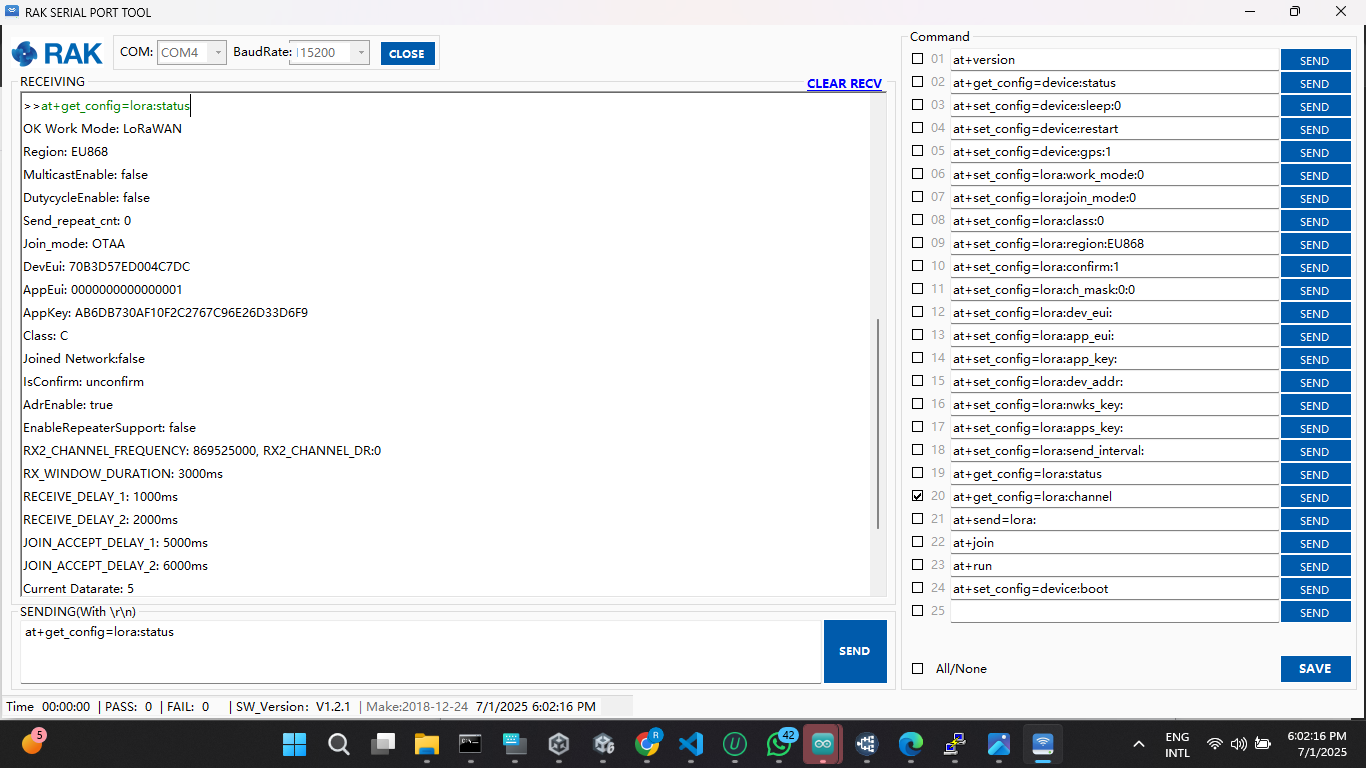 RAK SERIAL PORT TOOL
RAK
COM: COM4 BaudRate: 115200 CLOSE
RECEIVING
CLEAR RECV
>>at+get_config=lora:status
OK Work Mode: LoRaWAN
Region: EU868
MulticastEnable: false
DutycycleEnable: false
Send_repeat_cnt: 0
Join_mode: OTAA
DevEui: 70B3D57ED004C7DC
AppEui: 0000000000000001
AppKey: AB6DB730AF10F2C2767C96E26D33D6F9
Class: C
Joined Network:false
IsConfirm: unconfirm
AdrEnable: true
EnableRepeaterSupport: false
RX2_CHANNEL_FREQUENCY: 869525000, RX2_CHANNEL_DR:0
RX_WINDOW_DURATION: 3000ms
RECEIVE_DELAY_1: 1000ms
RECEIVE_DELAY_2: 2000ms
JOIN_ACCEPT_DELAY_1: 5000ms
JOIN_ACCEPT_DELAY_2: 6000ms
Current Datarate: 5
SENDING(With \r\n)
at+get_config=lora:status
SEND
Command
01 at+version SEND
02 at+get_config=device:status SEND
03 at+set_config=device:sleep:0 SEND
04 at+set_config=device:restart SEND
05 at+set_config=device:gps:1 SEND
06 at+set_config=lora:work_mode:0 SEND
07 at+set_config=lora:join_mode:0 SEND
08 at+set_config=lora:class:0 SEND
09 at+set_config=lora:region:EU868 SEND
10 at+set_config=lora:confirm:1 SEND
11 at+set_config=lora:ch_mask:0:0 SEND
12 at+set_config=lora:dev_eui: SEND
13 at+set_config=lora:app_eui: SEND
14 at+set_config=lora:app_key: SEND
15 at+set_config=lora:dev_addr: SEND
16 at+set_config=lora:nwks_key: SEND
17 at+set_config=lora:apps_key: SEND
18 at+set_config=lora:send_interval: SEND
19 at+get_config=lora:status SEND
20 at+get_config=lora:channel SEND
21 at+send=lora: SEND
22 at+join SEND
23 at+run SEND
24 at+set_config=device:boot SEND
25 SEND
All/None SAVE
Time 00:00:00 | PASS: 0 | FAIL: 0 | SW_Version: V1.2.1 | Make:2018-12-24 7/1/2025 6:02:16 PM
5
R
42
ENG
INTL
6:02:16 PM
7/1/2025